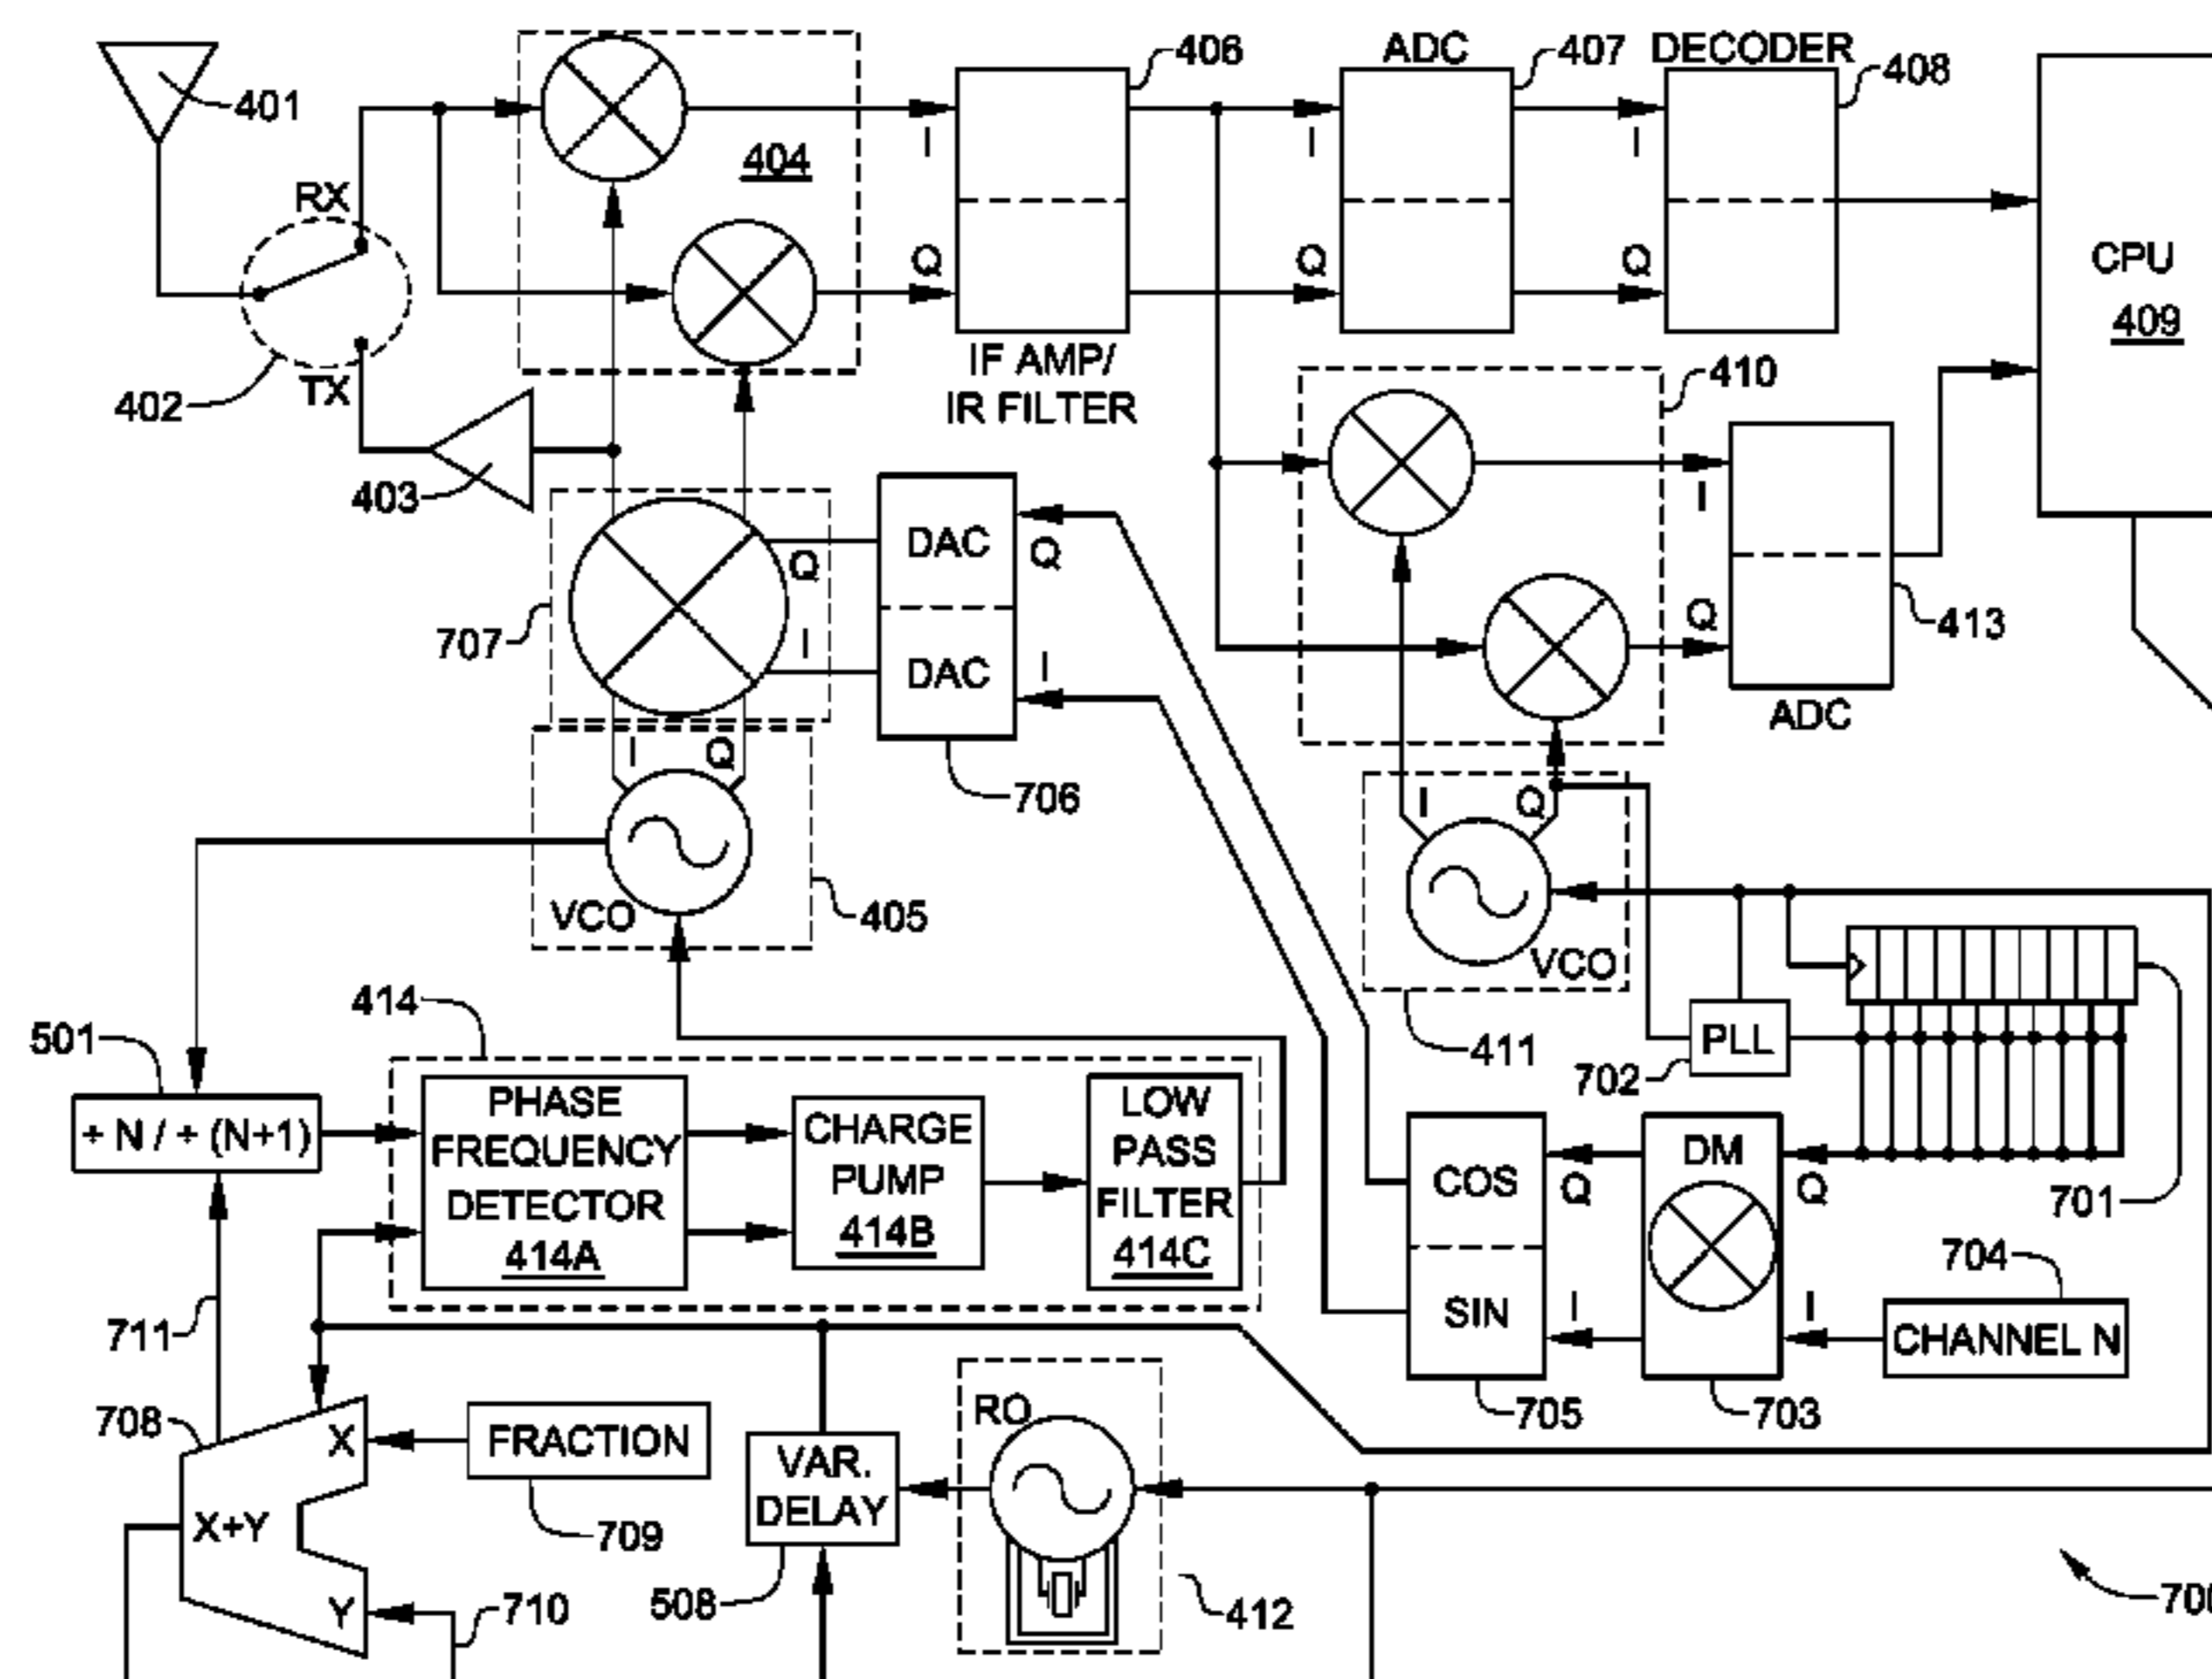 401
RX
TX
402
403
404
I
Q
406
IF AMP/
IR FILTER
ADC
407
I
Q
DECODER
408
I
Q
CPU
409
410
I
Q
413
ADC
707
DAC
Q
I
DAC
Q
I
706
I
Q
VCO
405
I
Q
VCO
411
PLL
702
701
414
501
+ N / + (N+1)
PHASE
FREQUENCY
DETECTOR
414A
CHARGE
PUMP
414B
LOW
PASS
FILTER
414C
COS
SIN
705
Q
I
DM
703
Q
I
704
CHANNEL N
711
708
X
X+Y
Y
FRACTION
709
710
VAR.
DELAY
508
RO
412